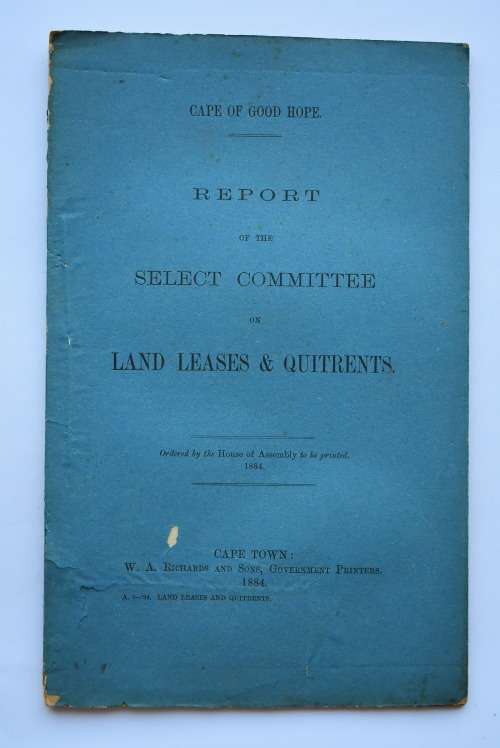 CAPE OF GOOD HOPE.
REPORT
OF THE
SELECT COMMITTEE
ON
LAND LEASES & QUITRENTS.
Ordered by the House of Assembly to be printed.
1884.
CAPE TOWN:
W. A. RICHARDS AND SONS, GOVERNMENT PRINTERS.
1884.
LAND LEASES AND QUITRENTS.